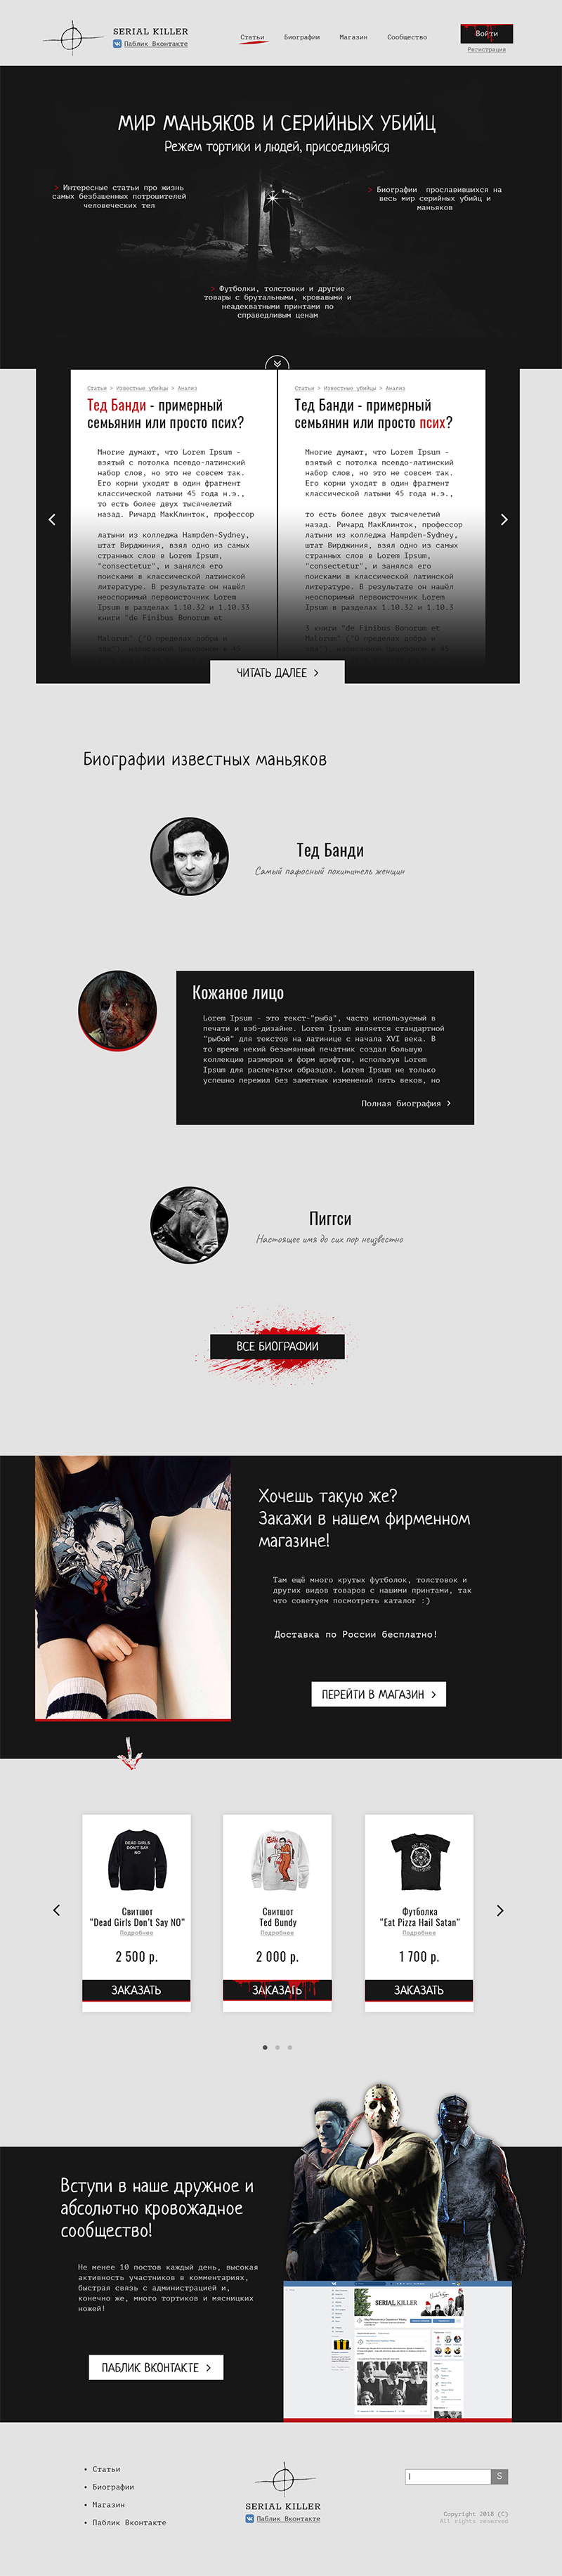 SERIAL KILLER
Паблик Вконтакте
Статьи
Биографии
Магазин
Сообщество
Войти
Регистрация
МИР МАНЬЯКОВ И СЕРИЙНЫХ УБИЙЦ
Режем тортики и людей, присоединяйся
> Интересные статьи про жизнь
самых безбашенных потрошителей
человеческих тел
> Биографии прославившихся на
весь мир серийных убийц и
маньяков
> Футболки, толстовки и другие
товары с брутальными, кровавыми и
неадекватными принтами по
справедливым ценам
Статьи > Известные убийцы > Анализ
Тед Банди - примерный
семьянин или просто псих?
Многие думают, что Lorem Ipsum -
взятый с потолка псевдо-латинский
набор слов, но это не совсем так.
Его корни уходят в один фрагмент
классической латыни 45 года н.э.,
то есть более двух тысячелетий
назад. Ричард МакКлинток, профессор
латыни из колледжа Hampden-Sydney,
штат Вирджиния, взял одно из самых
странных слов в Lorem Ipsum,
"consectetur", и занялся его
поисками в классической латинской
литературе. В результате он нашёл
неоспоримый первоисточник Lorem
Ipsum в разделах 1.10.32 и 1.10.33
книги "de Finibus Bonorum et
Malorum" ("О пределах добра и
Статьи > Известные убийцы > Анализ
Тед Банди - примерный
семьянин или просто псих?
Многие думают, что Lorem Ipsum -
взятый с потолка псевдо-латинский
набор слов, но это не совсем так.
Его корни уходят в один фрагмент
классической латыни 45 года н.э.,
то есть более двух тысячелетий
назад. Ричард МакКлинток, профессор
латыни из колледжа Hampden-Sydney,
штат Вирджиния, взял одно из самых
странных слов в Lorem Ipsum,
"consectetur", и занялся его
поисками в классической латинской
литературе. В результате он нашёл
неоспоримый первоисточник Lorem
Ipsum в разделах 1.10.32 и 1.10.3
3 книги "de Finibus Bonorum et
Malorum" ("О пределах добра и
ЧИТАТЬ ДАЛЕЕ >
Биографии известных маньяков
Тед Банди
Самый пафосный похититель женщин
Кожаное лицо
Lorem Ipsum - это текст-"рыба", часто используемый в
печати и вэб-дизайне. Lorem Ipsum является стандартной
"рыбой" для текстов на латинице с начала XVI века. В
то время некий безымянный печатник создал большую
коллекцию размеров и форм шрифтов, используя Lorem
Ipsum для распечатки образцов. Lorem Ipsum не только
успешно пережил без заметных изменений пять веков, но
Полная биография >
Пиггси
Настоящее имя до сих пор неизвестно
ВСЕ БИОГРАФИИ
Хочешь такую же?
Закажи в нашем фирменном
магазине!
Там ещё много крутых футболок, толстовок и
других видов товаров с нашими принтами, так
что советуем посмотреть каталог :)
Доставка по России бесплатно!
ПЕРЕЙТИ В МАГАЗИН >
DEAD GIRLS
DON'T SAY
NO
Свитшот
"Dead Girls Don't Say NO"
Подробнее
2 500 р.
ЗАКАЗАТЬ
Свитшот
Ted Bundy
Подробнее
2 000 р.
ЗАКАЗАТЬ
Футболка
"Eat Pizza Hail Satan"
Подробнее
1 700 р.
ЗАКАЗАТЬ
Вступи в наше дружное и
абсолютно кровожадное
сообщество!
Не менее 10 постов каждый день, высокая
активность участников в комментариях,
быстрая связь с администрацией и,
конечно же, много тортиков и мясницких
ножей!
ПАБЛИК ВКОНТАКТЕ >
SERIAL KILLER
• Статьи
• Биографии
• Магазин
• Паблик Вконтакте
SERIAL KILLER
Паблик Вконтакте
S
Copyright 2018 (C)
All rights reserved